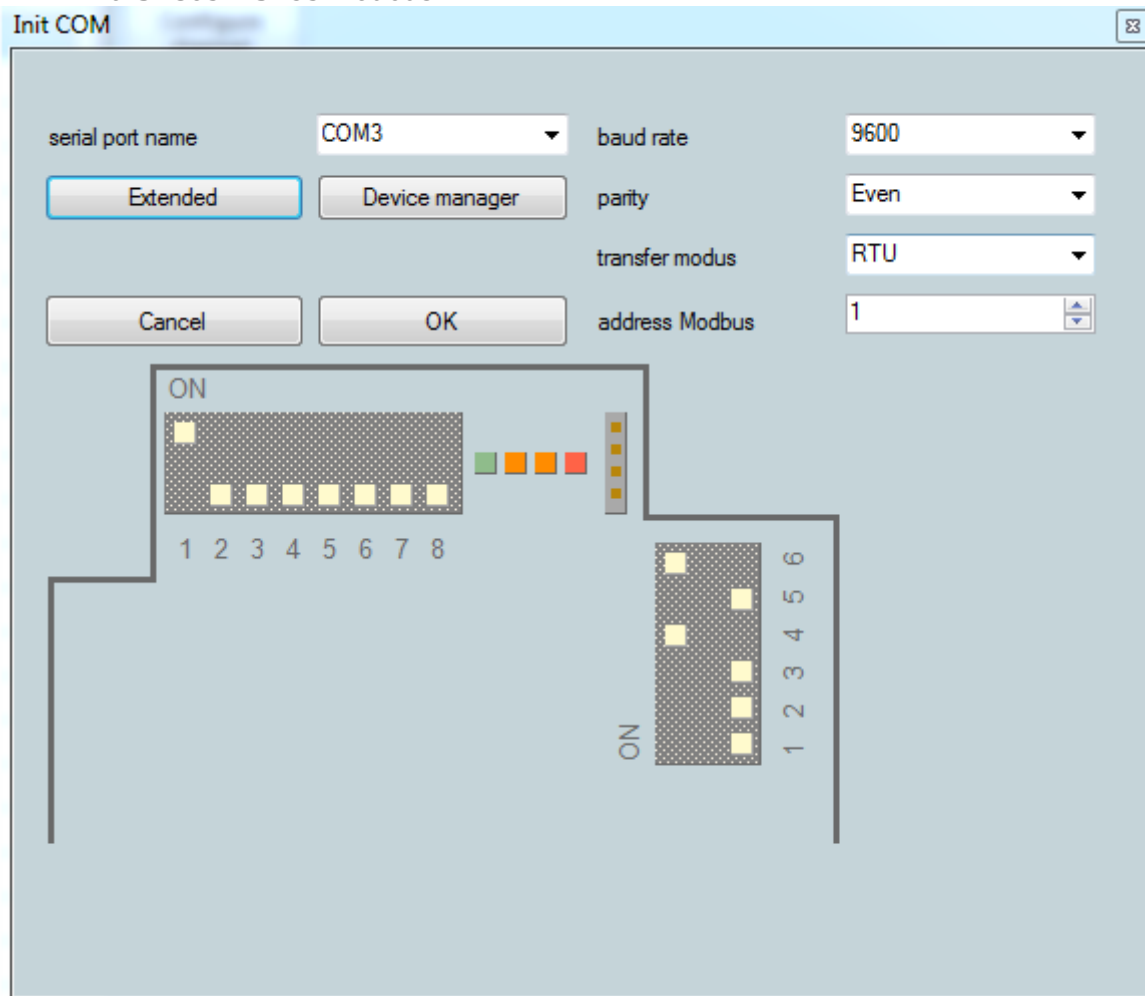 Init COM
serial port name COM3 baud rate 9600
Extended Device manager parity Even
transfer modus RTU
Cancel OK address Modbus 1
ON
1 2 3 4 5 6 7 8
6
5
4
3
2
1
ON